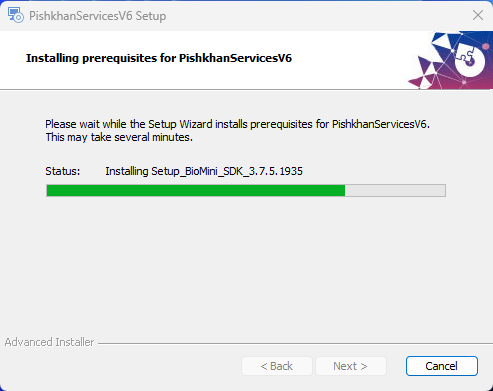 PishkhanServicesV6 Setup
Installing prerequisites for PishkhanServicesV6
Please wait while the Setup Wizard installs prerequisites for PishkhanServicesV6.
This may take several minutes.
Status: Installing Setup_BioMini_SDK_3.7.5.1935
Advanced Installer
< Back Next > Cancel